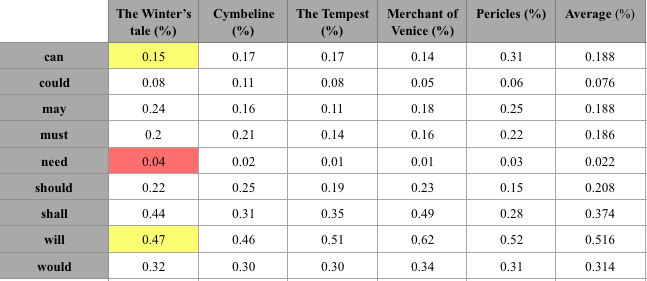 The Winter's tale (%) Cymbeline (%) The Tempest (%) Merchant of Venice (%) Pericles (%) Average (%)
can 0.15 0.17 0.17 0.14 0.31 0.188
could 0.08 0.11 0.08 0.05 0.06 0.076
may 0.24 0.16 0.11 0.18 0.25 0.188
must 0.2 0.21 0.14 0.16 0.22 0.186
need 0.04 0.02 0.01 0.01 0.03 0.022
should 0.22 0.25 0.19 0.23 0.15 0.208
shall 0.44 0.31 0.35 0.49 0.28 0.374
will 0.47 0.46 0.51 0.62 0.52 0.516
would 0.32 0.30 0.30 0.34 0.31 0.314